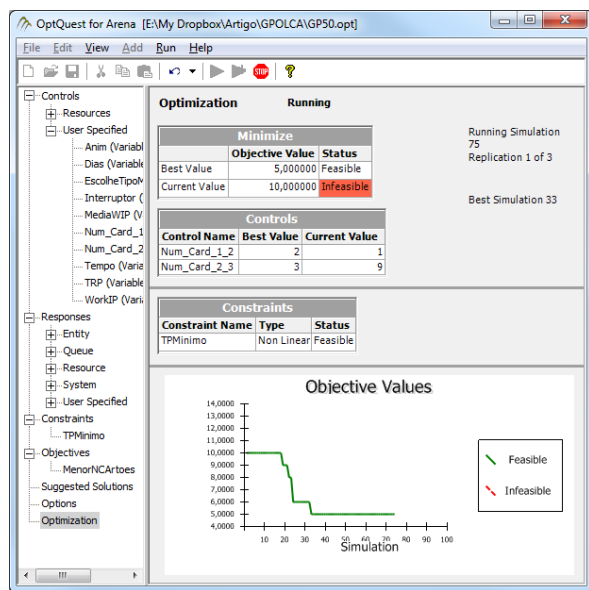 OptQuest for Arena [E:\My Dropbox\Artigo\GPOLCA\GP50.opt]
File Edit View Add Run Help
STOP
Controls
Resources
User Specified
Anim (Variabl
Dias (Variable
EscolheTipoM
Interruptor (
MediaWIP (V
Num_Card_1
Num_Card_2
Tempo (Varia
TRP (Variable
WorkIP (Varia
Responses
Entity
Queue
Resource
System
User Specified
Constraints
TPMinimo
Objectives
MenorNCArtoes
Suggested Solutions
Options
Optimization
Optimization Running
Minimize
Objective Value Status
Best Value 5,000000 Feasible
Current Value 10,000000 Infeasible
Running Simulation
75
Replication 1 of 3
Best Simulation 33
Controls
Control Name Best Value Current Value
Num_Card_1_2 2 1
Num_Card_2_3 3 9
Constraints
Constraint Name Type Status
TPMinimo Non Linear Feasible
Objective Values
14,0000
13,0000
12,0000
11,0000
10,0000
9,0000
8,0000
7,0000
6,0000
5,0000
4,0000
10 20 30 40 50 60 70 80 90 100
Simulation
Feasible
Infeasible